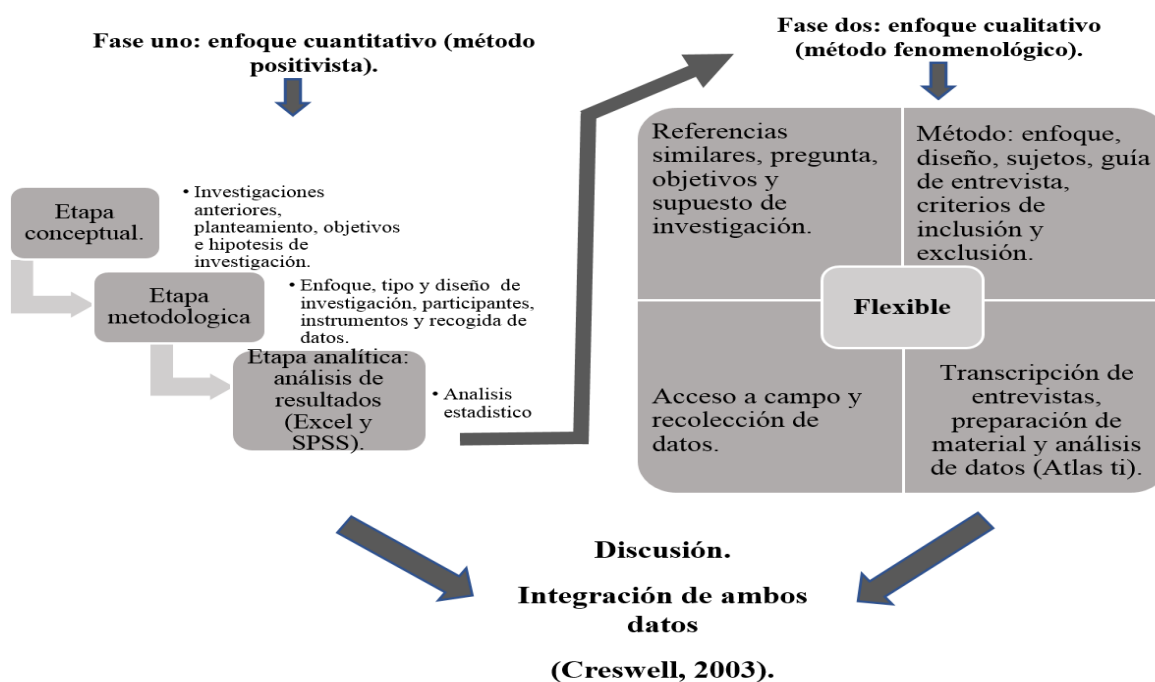 Fase uno: enfoque cuantitativo (método
positivista).
Etapa
conceptual.
• Investigaciones
anteriores,
planteamiento, objetivos
e hipotesis de
investigación.
Etapa
metodologica
• Enfoque, tipo y diseño de
investigación, participantes,
instrumentos y recogida de
datos.
Etapa analítica:
análisis de
resultados
(Excel y
SPSS).
• Analisis
estadistico
Fase dos: enfoque cualitativo
(método fenomenológico).
Referencias
similares, pregunta,
objetivos y
supuesto de
investigación.
Método: enfoque,
diseño, sujetos, guía
de entrevista,
criterios de
inclusión y
exclusión.
Flexible
Acceso a campo y
recolección de
datos.
Transcripción de
entrevistas,
preparación de
material y análisis
de datos (Atlas ti).
Discusión.
Integración de ambos
datos
(Creswell, 2003).